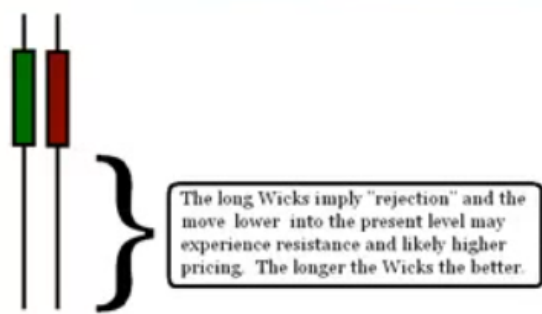 The long Wicks imply "rejection" and the
move lower into the present level may
experience resistance and likely higher
pricing. The longer the Wicks the better.